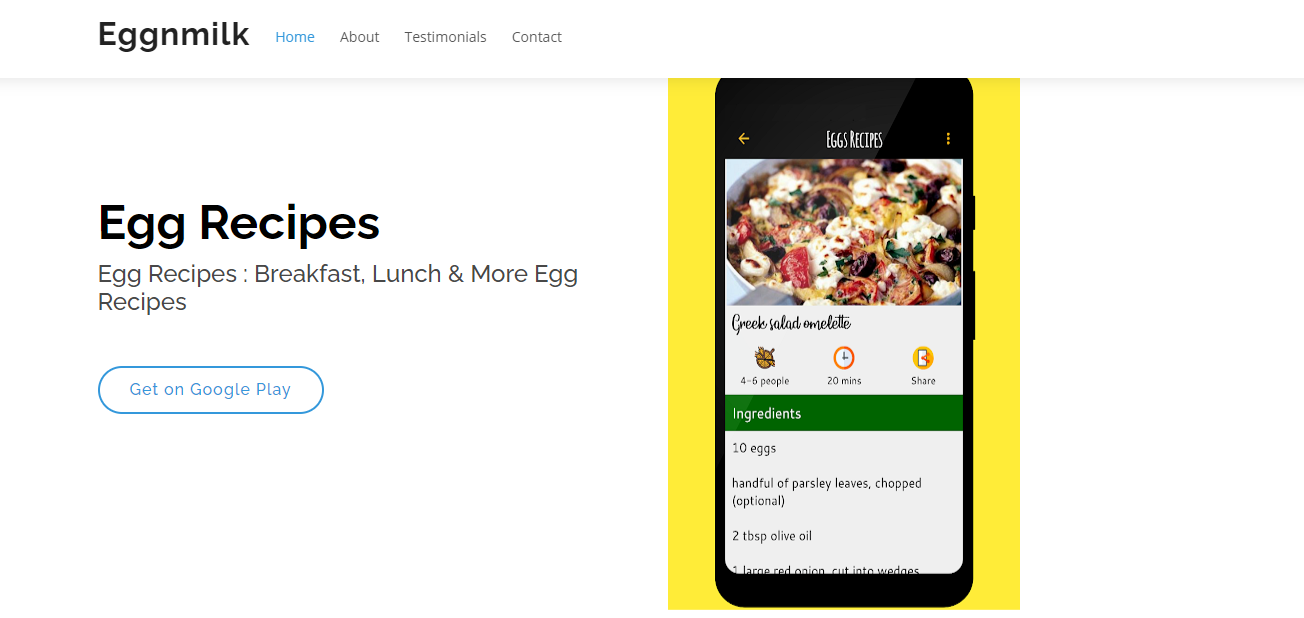 Eggnmilk
Home About Testimonials Contact
Egg Recipes
Egg Recipes : Breakfast, Lunch & More Egg
Recipes
Get on Google Play
Eggs Recipes
Greek salad omelette
4-6 people 20 mins Share
Ingredients
10 eggs
handful of parsley leaves, chopped
(optional)
2 tbsp olive oil
1 large red onion, cut into wedges